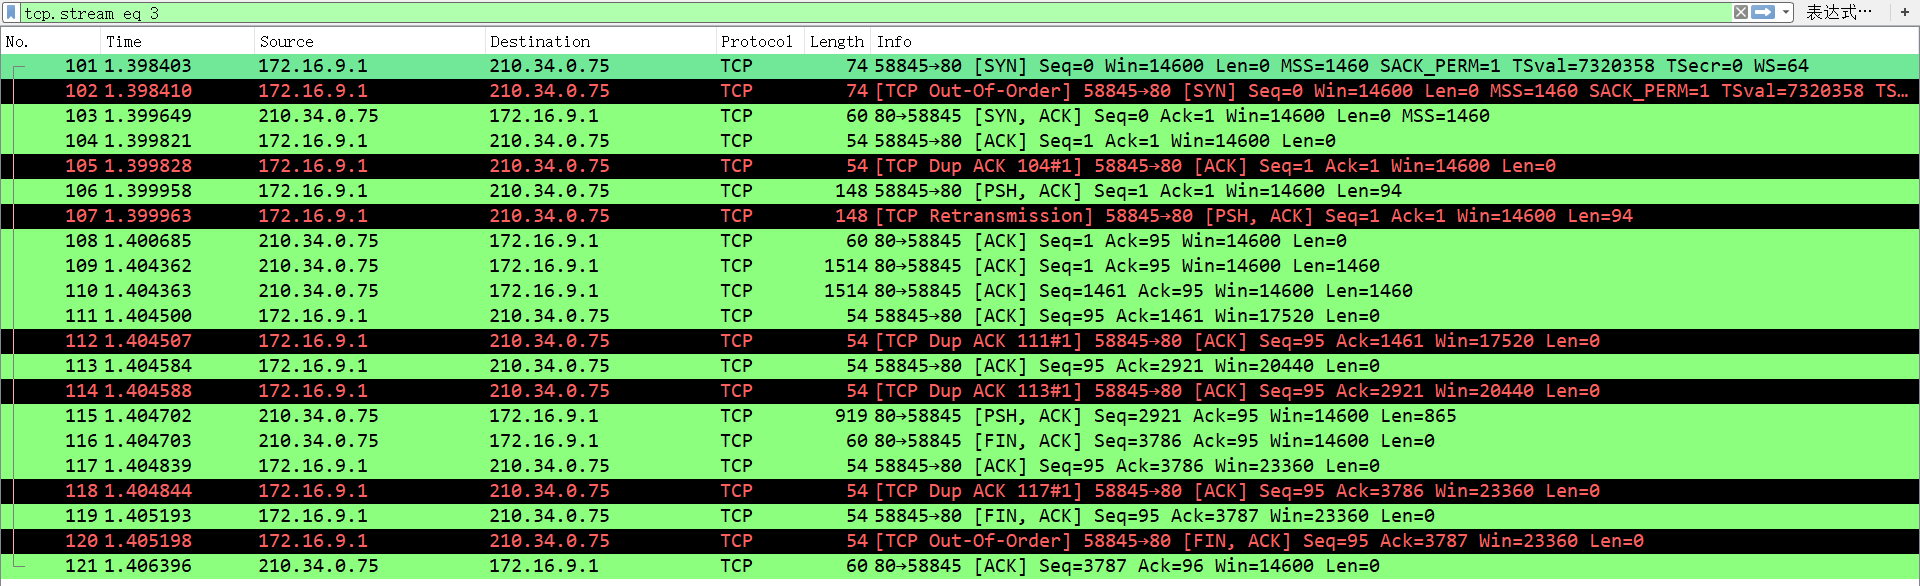 tcp.stream eq 3 表达式… +
No. Time Source Destination Protocol Length Info
101 1.398403 172.16.9.1 210.34.0.75 TCP 74 58845→80 [SYN] Seq=0 Win=14600 Len=0 MSS=1460 SACK_PERM=1 TSval=7320358 TSecr=0 WS=64
102 1.398410 172.16.9.1 210.34.0.75 TCP 74 [TCP Out-Of-Order] 58845→80 [SYN] Seq=0 Win=14600 Len=0 MSS=1460 SACK_PERM=1 TSval=7320358 TS…
103 1.399649 210.34.0.75 172.16.9.1 TCP 60 80→58845 [SYN, ACK] Seq=0 Ack=1 Win=14600 Len=0 MSS=1460
104 1.399821 172.16.9.1 210.34.0.75 TCP 54 58845→80 [ACK] Seq=1 Ack=1 Win=14600 Len=0
105 1.399828 172.16.9.1 210.34.0.75 TCP 54 [TCP Dup ACK 104#1] 58845→80 [ACK] Seq=1 Ack=1 Win=14600 Len=0
106 1.399958 172.16.9.1 210.34.0.75 TCP 148 58845→80 [PSH, ACK] Seq=1 Ack=1 Win=14600 Len=94
107 1.399963 172.16.9.1 210.34.0.75 TCP 148 [TCP Retransmission] 58845→80 [PSH, ACK] Seq=1 Ack=1 Win=14600 Len=94
108 1.400685 210.34.0.75 172.16.9.1 TCP 60 80→58845 [ACK] Seq=1 Ack=95 Win=14600 Len=0
109 1.404362 210.34.0.75 172.16.9.1 TCP 1514 80→58845 [ACK] Seq=1 Ack=95 Win=14600 Len=1460
110 1.404363 210.34.0.75 172.16.9.1 TCP 1514 80→58845 [ACK] Seq=1461 Ack=95 Win=14600 Len=1460
111 1.404500 172.16.9.1 210.34.0.75 TCP 54 58845→80 [ACK] Seq=95 Ack=1461 Win=17520 Len=0
112 1.404507 172.16.9.1 210.34.0.75 TCP 54 [TCP Dup ACK 111#1] 58845→80 [ACK] Seq=95 Ack=1461 Win=17520 Len=0
113 1.404584 172.16.9.1 210.34.0.75 TCP 54 58845→80 [ACK] Seq=95 Ack=2921 Win=20440 Len=0
114 1.404588 172.16.9.1 210.34.0.75 TCP 54 [TCP Dup ACK 113#1] 58845→80 [ACK] Seq=95 Ack=2921 Win=20440 Len=0
115 1.404702 210.34.0.75 172.16.9.1 TCP 919 80→58845 [PSH, ACK] Seq=2921 Ack=95 Win=14600 Len=865
116 1.404703 210.34.0.75 172.16.9.1 TCP 60 80→58845 [FIN, ACK] Seq=3786 Ack=95 Win=14600 Len=0
117 1.404839 172.16.9.1 210.34.0.75 TCP 54 58845→80 [ACK] Seq=95 Ack=3786 Win=23360 Len=0
118 1.404844 172.16.9.1 210.34.0.75 TCP 54 [TCP Dup ACK 117#1] 58845→80 [ACK] Seq=95 Ack=3786 Win=23360 Len=0
119 1.405193 172.16.9.1 210.34.0.75 TCP 54 58845→80 [FIN, ACK] Seq=95 Ack=3787 Win=23360 Len=0
120 1.405198 172.16.9.1 210.34.0.75 TCP 54 [TCP Out-Of-Order] 58845→80 [FIN, ACK] Seq=95 Ack=3787 Win=23360 Len=0
121 1.406396 210.34.0.75 172.16.9.1 TCP 60 80→58845 [ACK] Seq=3787 Ack=96 Win=14600 Len=0